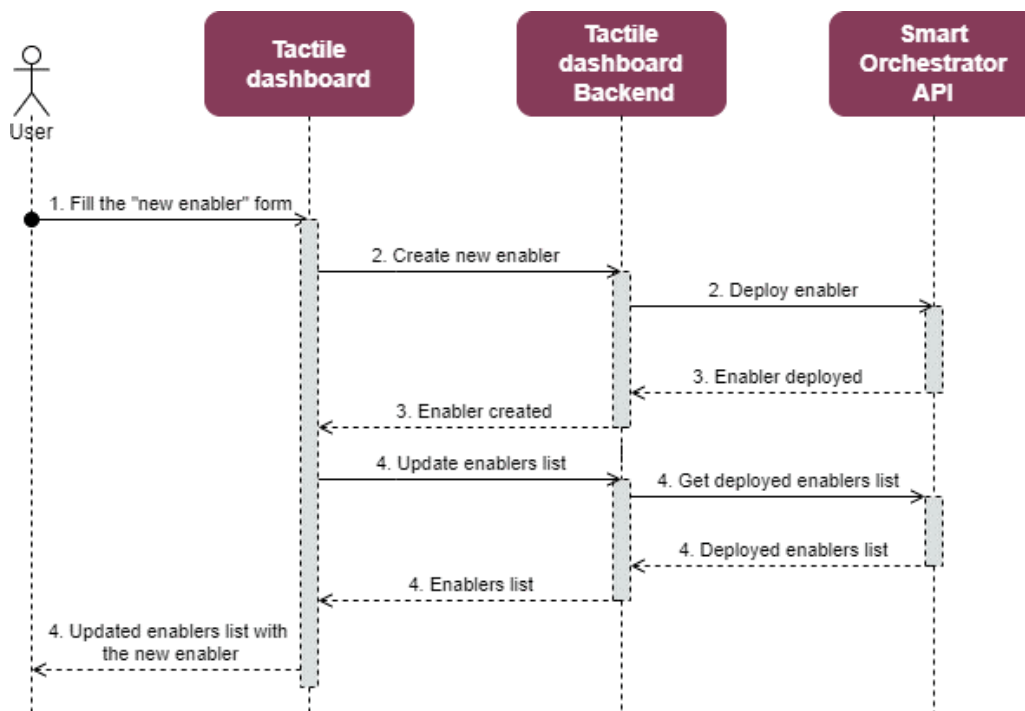 Tactile
dashboard
Tactile
dashboard
Backend
Smart
Orchestrator
API
User
1. Fill the "new enabler" form
2. Create new enabler
2. Deploy enabler
3. Enabler deployed
3. Enabler created
4. Update enablers list
4. Get deployed enablers list
4. Deployed enablers list
4. Enablers list
4. Updated enablers list with
the new enabler